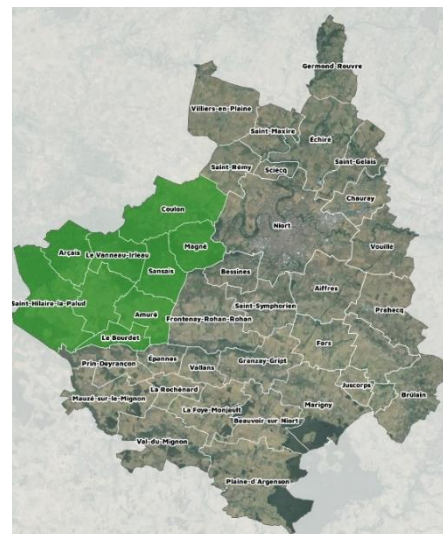 Germond-Rouvre
Villiers-en-Plaine
Saint-Maxire
Echiré
Saint-Gelais
Saint-Rémy
Sciecq
Chauray
Coulon
Niort
Magné
Vouillé
Arçais
Le Vanneau-Irleau
Sansais
Bessines
Aiffres
Saint-Hilaire-la-Palud
Amuré
Saint-Symphorien
Frontenay-Rohan-Rohan
Prahecq
Le Bourdet
Fors
Prin-Deyrançon
Épannes
Vallans
Granzay-Gript
Juscorps
La Rochénard
Brûlain
Mauzé-sur-le-Mignon
La Foye-Monjault
Marigny
Beauvoir-sur-Niort
Val-du-Mignon
Plaine-d'Argenson